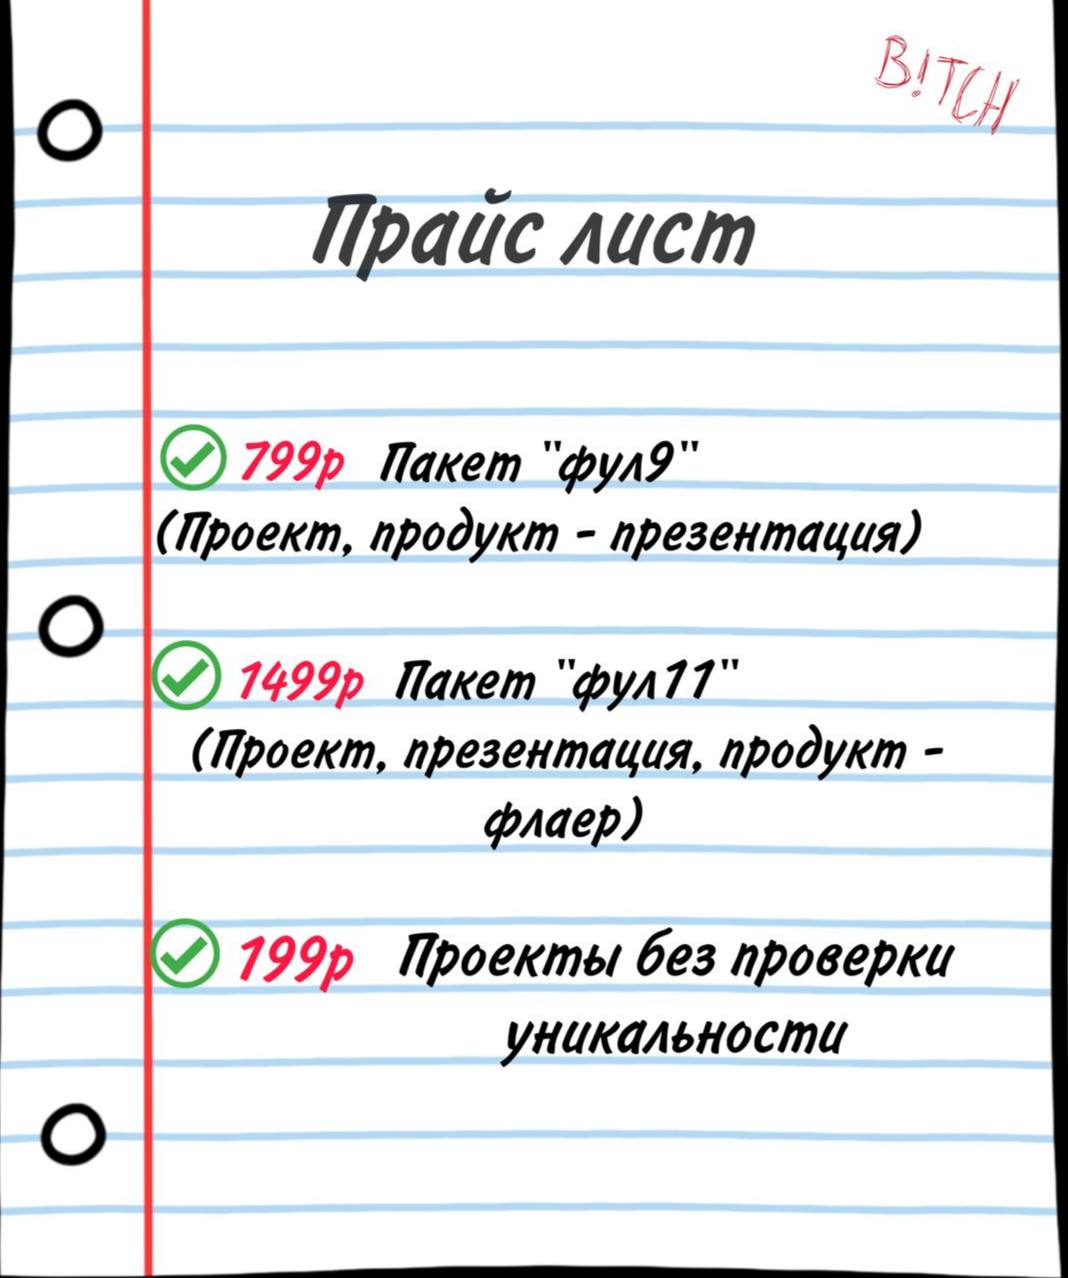 B!TCH
Прайс лист
799р Пакет "фул9"
(Проект, продукт - презентация)
1499р Пакет "фул11"
(Проект, презентация, продукт -
флаер)
199р Проекты без проверки
уникальности